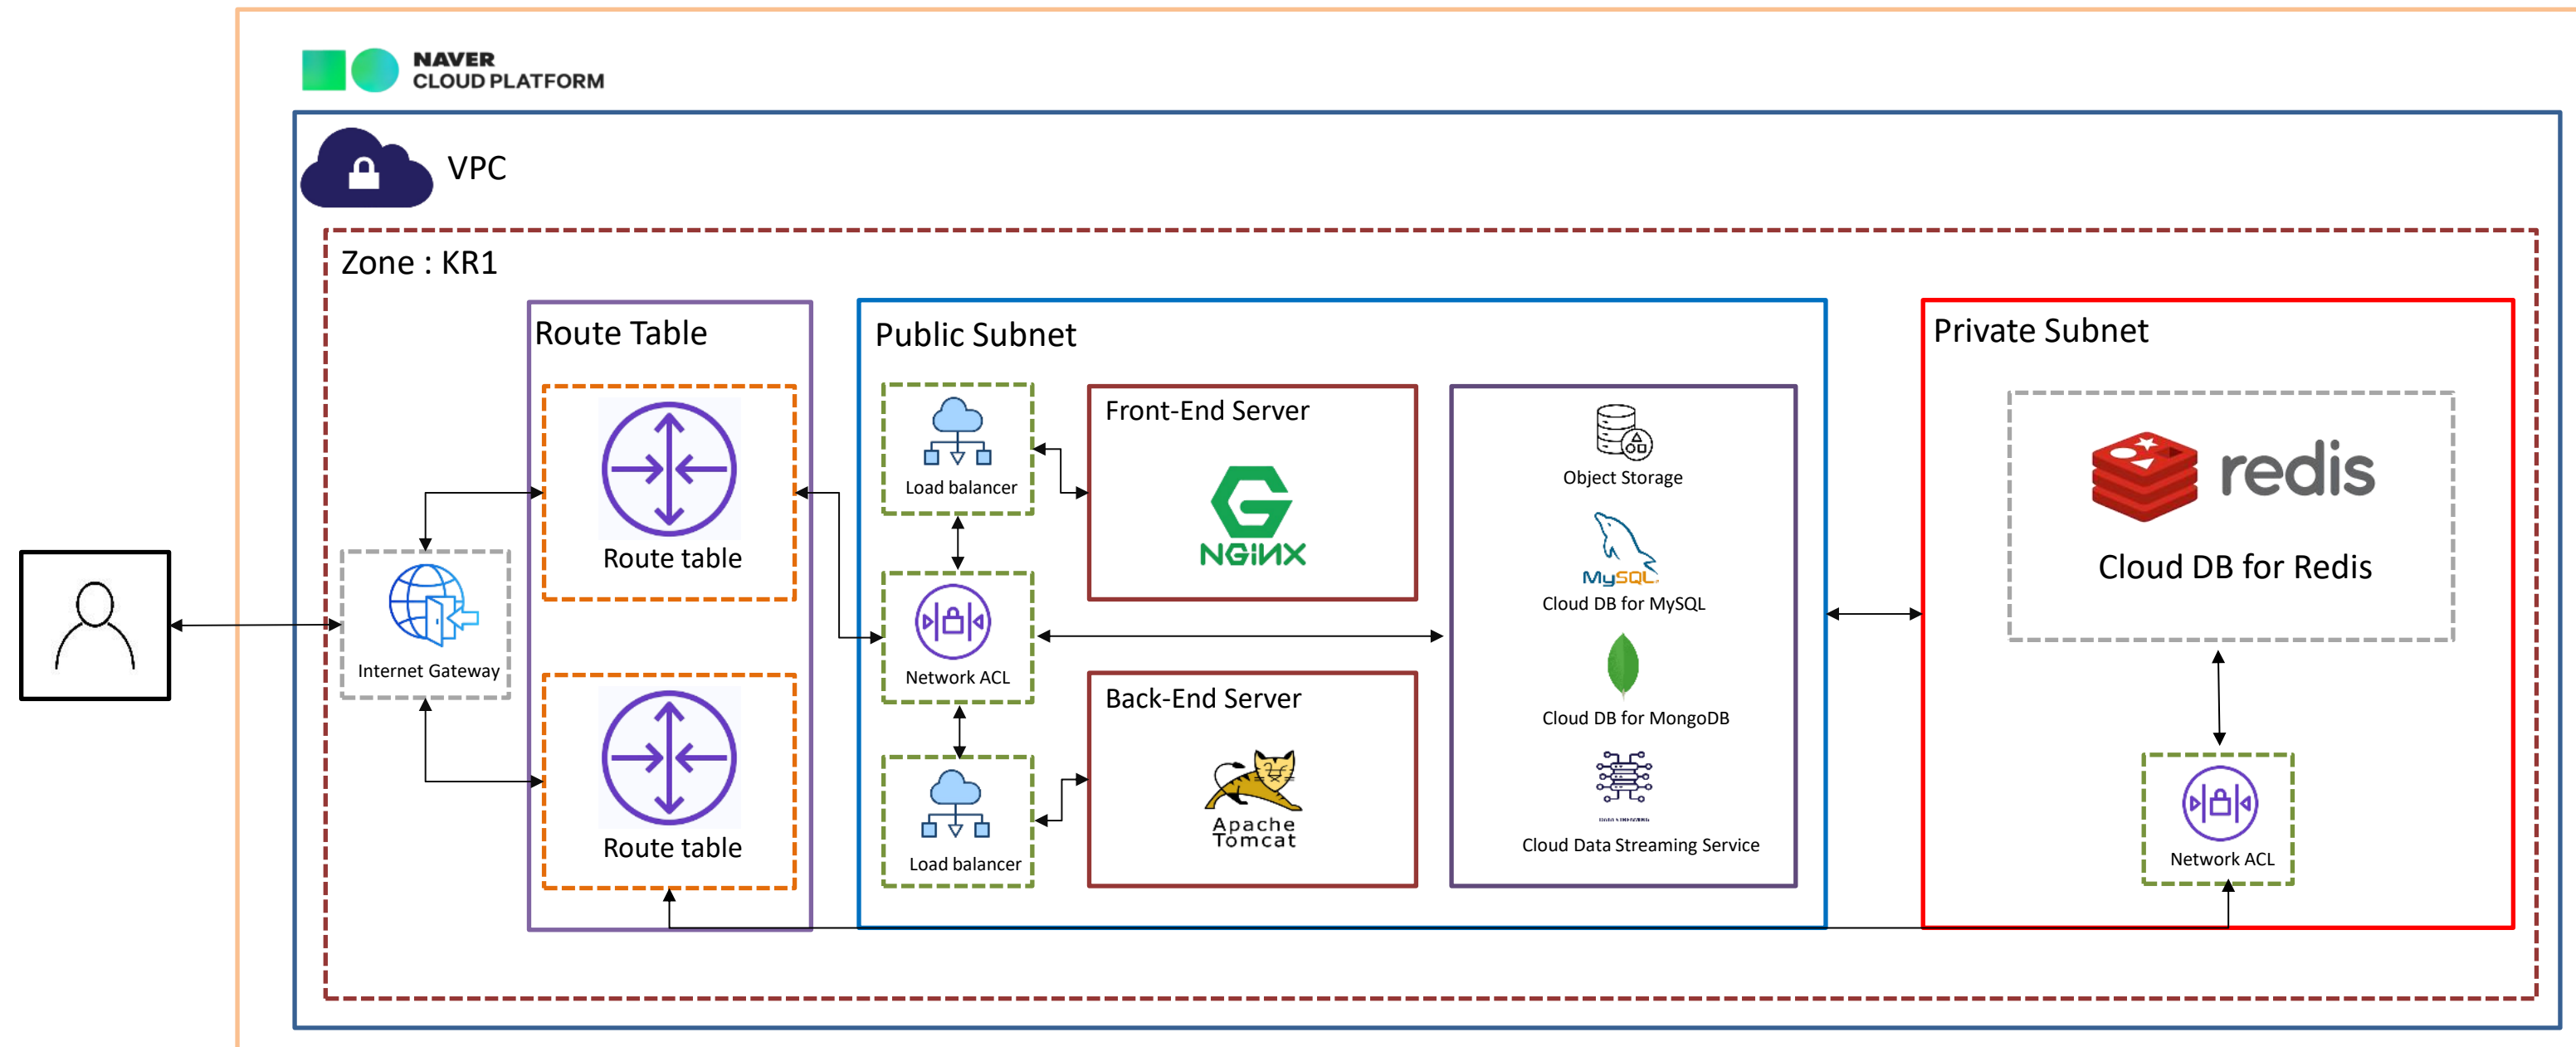 NAVER
CLOUD PLATFORM
VPC
Zone : KR1
Route Table
Route table
Route table
Internet Gateway
Public Subnet
Load balancer
Network ACL
Load balancer
Front-End Server
NGINX
Back-End Server
Apache
Tomcat
Object Storage
MySQL
Cloud DB for MySQL
Cloud DB for MongoDB
Cloud Data Streaming Service
Private Subnet
redis
Cloud DB for Redis
Network ACL